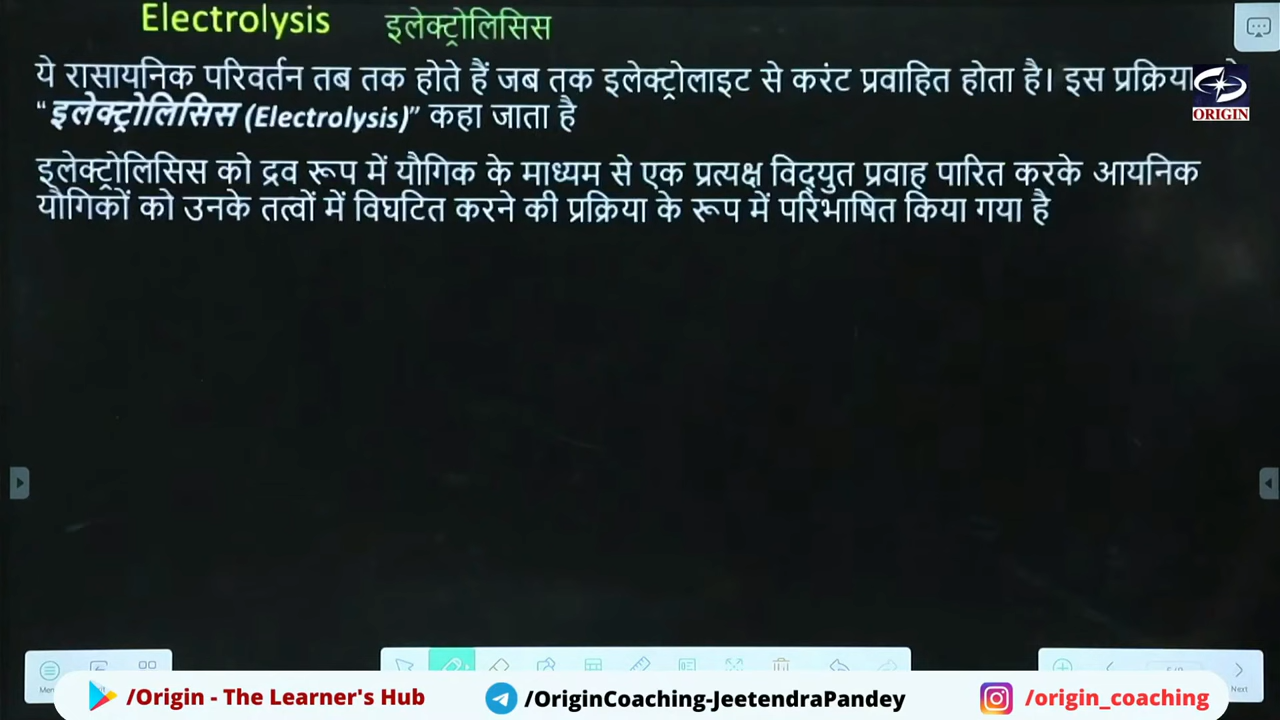 Electrolysis इलेक्ट्रोलिसिस
ये रासायनिक परिवर्तन तब तक होते हैं जब तक इलेक्ट्रोलाइट से करंट प्रवाहित होता है। इस प्रक्रिया
“इलेक्ट्रोलिसिस (Electrolysis)” कहा जाता है
ORIGIN
इलेक्ट्रोलिसिस को द्रव रूप में यौगिक के माध्यम से एक प्रत्यक्ष विद्युत प्रवाह पारित करके आयनिक
यौगिकों को उनके तत्वों में विघटित करने की प्रक्रिया के रूप में परिभाषित किया गया है
Next
/Origin - The Learner's Hub
/OriginCoaching-JeetendraPandey
/origin_coaching